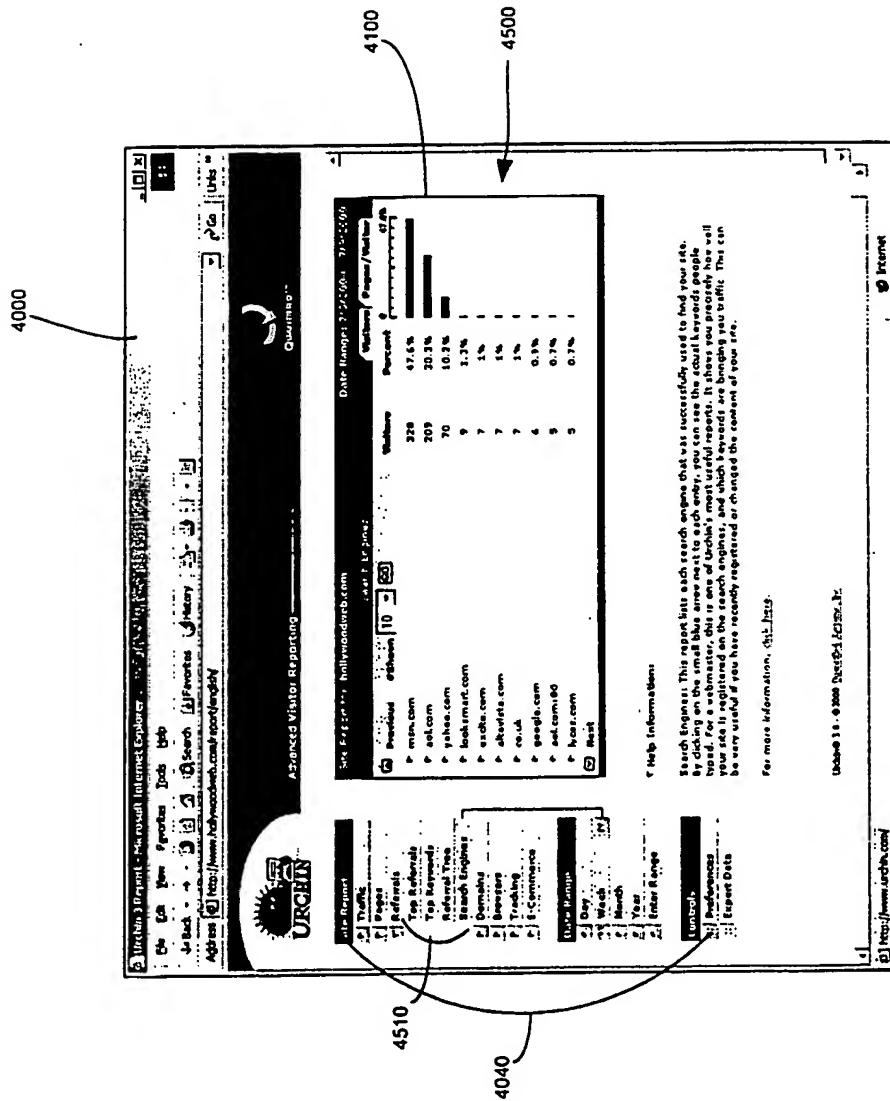 4000
Urchin 3 Report - Microsoft Internet Explorer
File Edit View Favorites Tools Help
Back Search Favorites History
Address http://www.hollywoodweb.com/report/english/ Go Links »
URCHIN
Advanced Visitor Reporting
Site Report
Traffic
Pages
Referrals
Top Referrals
Top Keywords
Referral Tree
Search Engines
Domains
Browsers
Tracking
E-Commerce
Date Range
Day
Week
Month
Year
Enter Range
Controls
Preferences
Export Data
Site Report for hollywoodweb.com Date Range:
Search Engines Visitors Pages/Visitor
Previous #Shown 10 GO Visitors Percent 0 47.6%
msn.com 328 47.6%
aol.com 209 30.3%
yahoo.com 70 10.2%
looksmart.com 9 1.3%
excite.com 7 1%
altavista.com 7 1%
co.uk 7 1%
google.com 6 0.9%
aol.com:80 5 0.7%
lycos.com 5 0.7%
Next
Help Information:
Search Engines: This report lists each search engine that was successfully used to find your site.
By clicking on the small blue arrow next to each entry, you can see the actual keywords people
typed. For a webmaster, this is one of Urchin's most useful reports. It shows you precisely how well
your site is registered on the search engines, and which keywords are bringing you traffic. This can
be very useful if you have recently registered or changed the content of your site.
For more information, click here.
http://www.urchin.com/ Internet
4100
4500
4510
4040